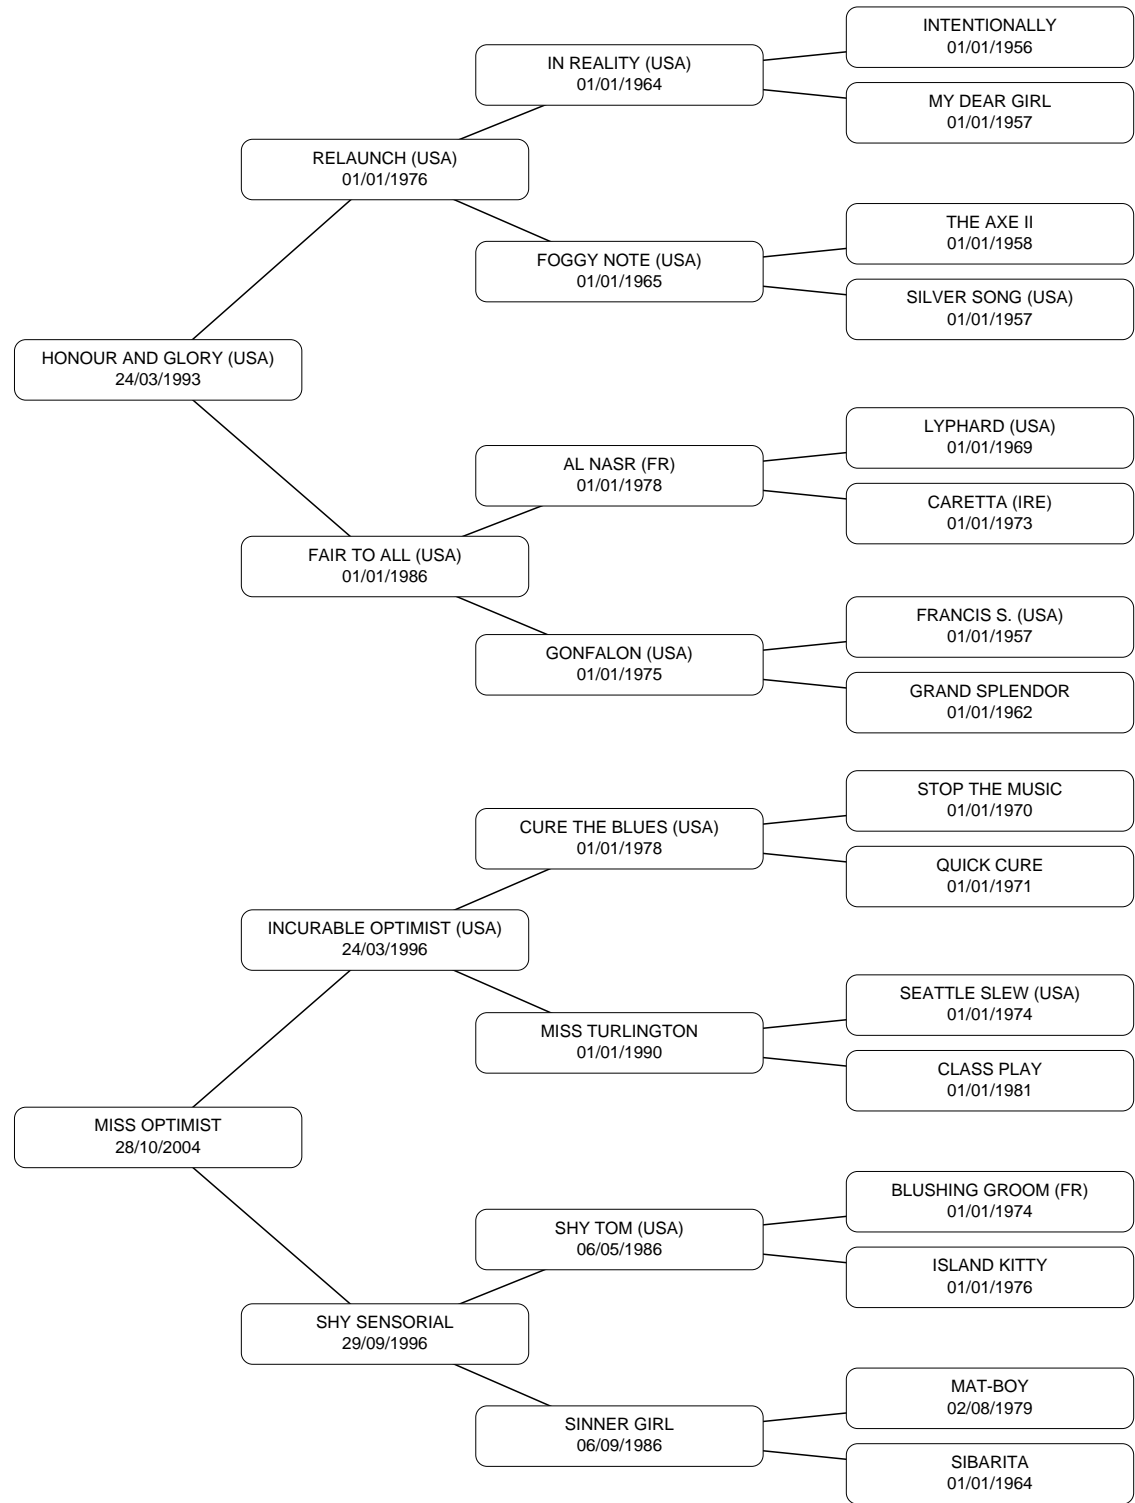 INTENTIONALLY
01/01/1956
IN REALITY (USA)
01/01/1964
MY DEAR GIRL
01/01/1957
RELAUNCH (USA)
01/01/1976
THE AXE II
01/01/1958
FOGGY NOTE (USA)
01/01/1965
SILVER SONG (USA)
01/01/1957
HONOUR AND GLORY (USA)
24/03/1993
LYPHARD (USA)
01/01/1969
AL NASR (FR)
01/01/1978
CARETTA (IRE)
01/01/1973
FAIR TO ALL (USA)
01/01/1986
FRANCIS S. (USA)
01/01/1957
GONFALON (USA)
01/01/1975
GRAND SPLENDOR
01/01/1962
STOP THE MUSIC
01/01/1970
CURE THE BLUES (USA)
01/01/1978
QUICK CURE
01/01/1971
INCURABLE OPTIMIST (USA)
24/03/1996
SEATTLE SLEW (USA)
01/01/1974
MISS TURLINGTON
01/01/1990
CLASS PLAY
01/01/1981
MISS OPTIMIST
28/10/2004
BLUSHING GROOM (FR)
01/01/1974
SHY TOM (USA)
06/05/1986
ISLAND KITTY
01/01/1976
SHY SENSORIAL
29/09/1996
MAT-BOY
02/08/1979
SINNER GIRL
06/09/1986
SIBARITA
01/01/1964